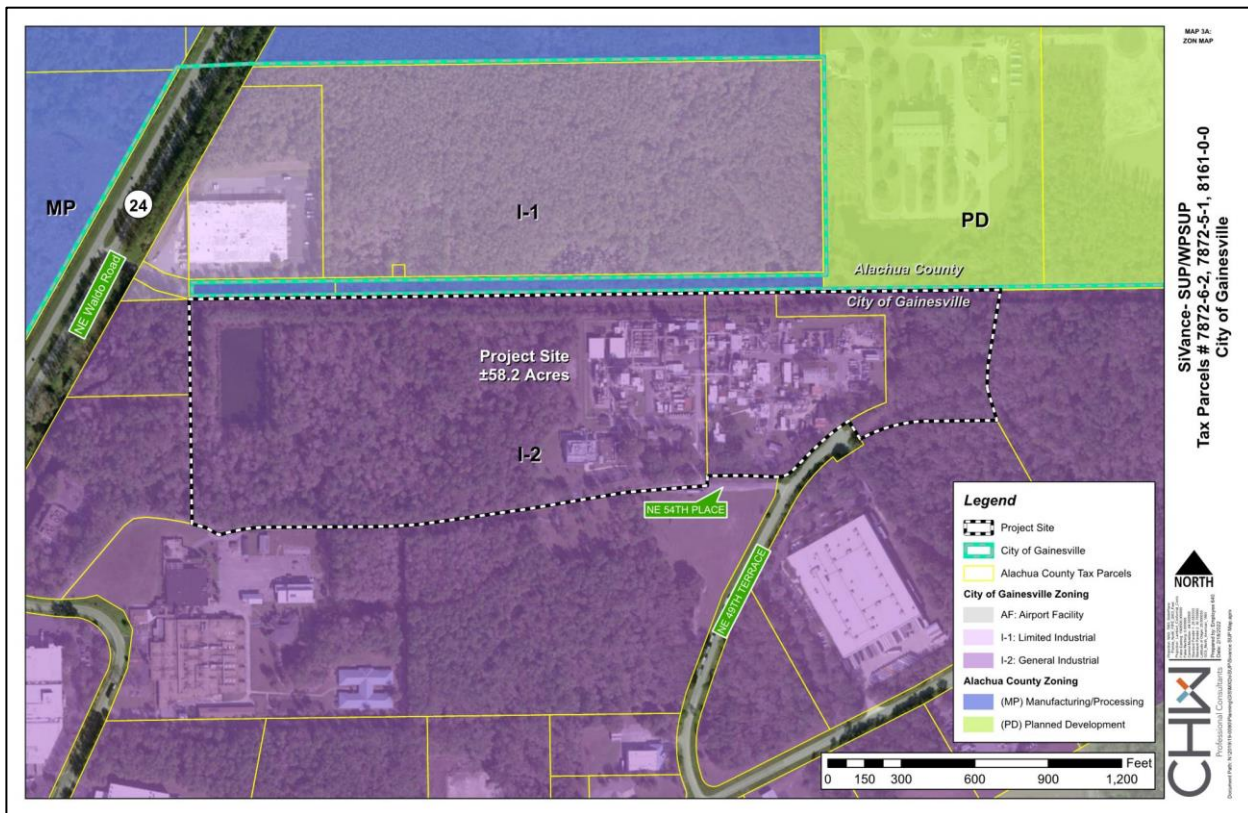 MAP 3A:
ZON MAP
SiVance- SUP/WPSUP
Tax Parcels # 7872-6-2, 7872-5-1, 8161-0-0
City of Gainesville
MP
24
NE Waldo Road
I-1
PD
Alachua County
City of Gainesville
Project Site
±58.2 Acres
I-2
NE 54TH PLACE
NE 49TH TERRACE
Legend
Project Site
City of Gainesville
Alachua County Tax Parcels
City of Gainesville Zoning
AF: Airport Facility
I-1: Limited Industrial
I-2: General Industrial
Alachua County Zoning
(MP) Manufacturing/Processing
(PD) Planned Development
Feet
0 150 300 600 900 1,200
NORTH
CHW
Professional Consultants